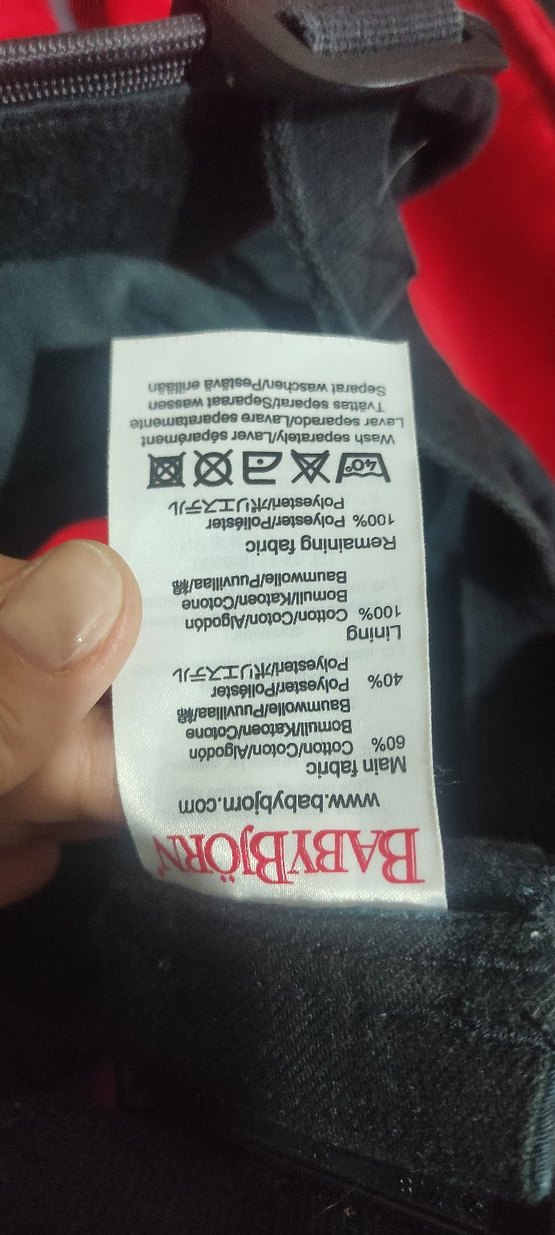 BABYBJÖRN
www.babybjorn.com
Main fabric
60% Cotton/Coton/Algodón
Bomull/Katoen/Cotone
Baumwolle/Puuvillaa/綿
40% Polyester/Poliéster
Polyesteri/ポリエステル
Lining
100% Cotton/Coton/Algodón
Bomull/Katoen/Cotone
Baumwolle/Puuvillaa/綿
Remaining fabric
100% Polyester/Poliéster
Polyesteri/ポリエステル
40°
Wash separately/Laver séparément
Lavar separado/Lavare separatamente
Tvättas separat/Separaat wassen
Separat waschen/Pestävä erillään